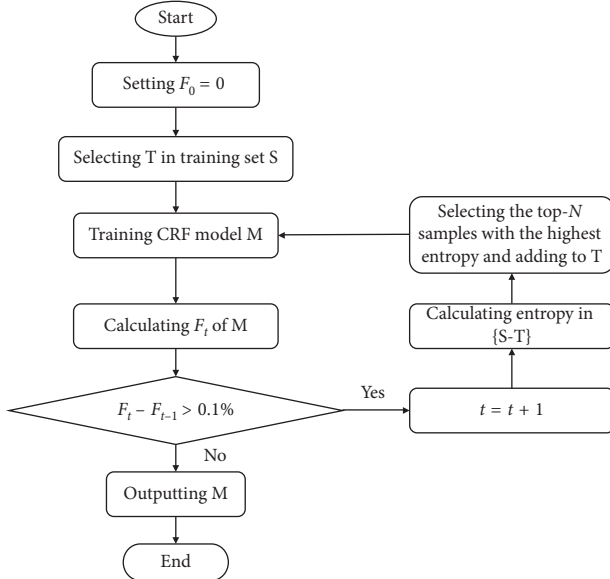 Start
Setting F₀ = 0
Selecting T in training set S
Training CRF model M
Calculating Fₜ of M
Fₜ – Fₜ₋₁ > 0.1%
Yes
t = t + 1
Calculating entropy in
{S-T}
Selecting the top-N
samples with the highest
entropy and adding to T
No
Outputting M
End